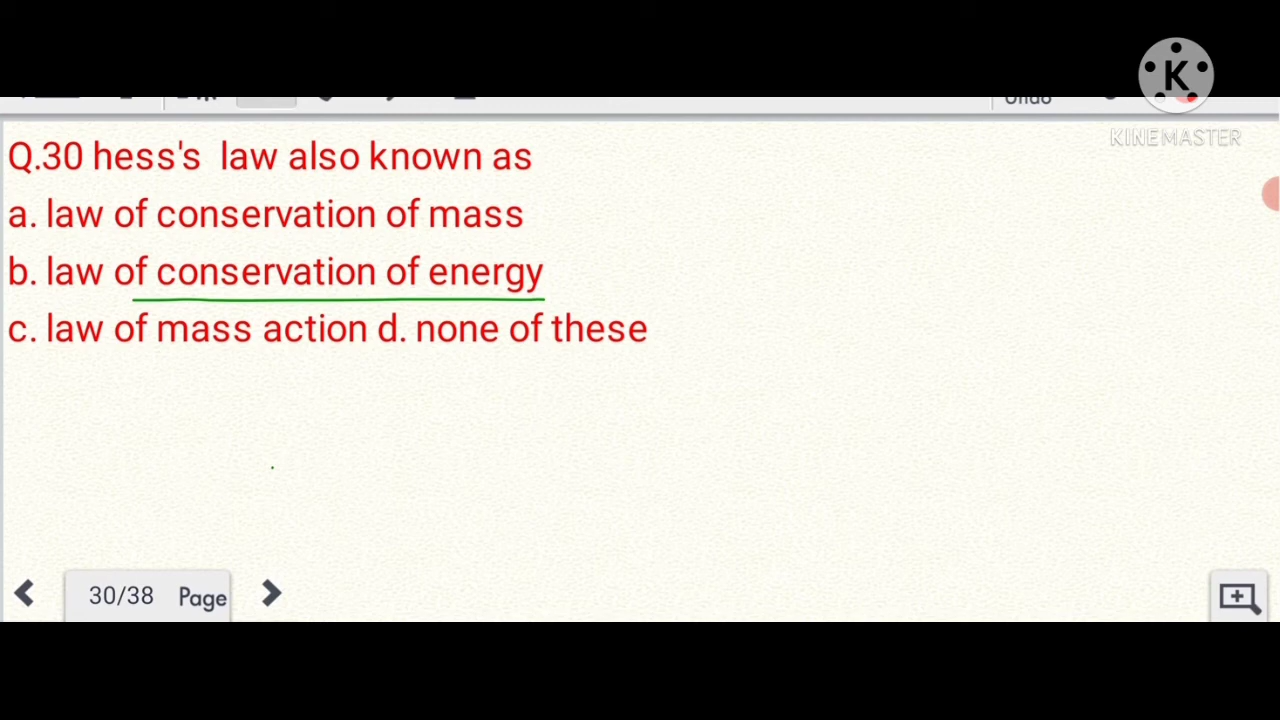 K
Undo
KINEMASTER
Q.30 hess's law also known as
a. law of conservation of mass
b. law of conservation of energy
c. law of mass action d. none of these
30/38 Page